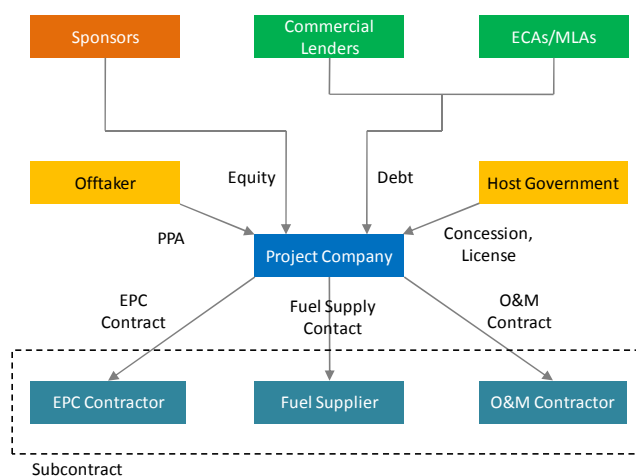 Sponsors
Commercial
Lenders
ECAs/MLAs
Offtaker
Equity
Debt
Host Government
PPA
Project Company
Concession,
License
EPC
Contract
Fuel Supply
Contact
O&M
Contract
EPC Contractor
Fuel Supplier
O&M Contractor
Subcontract